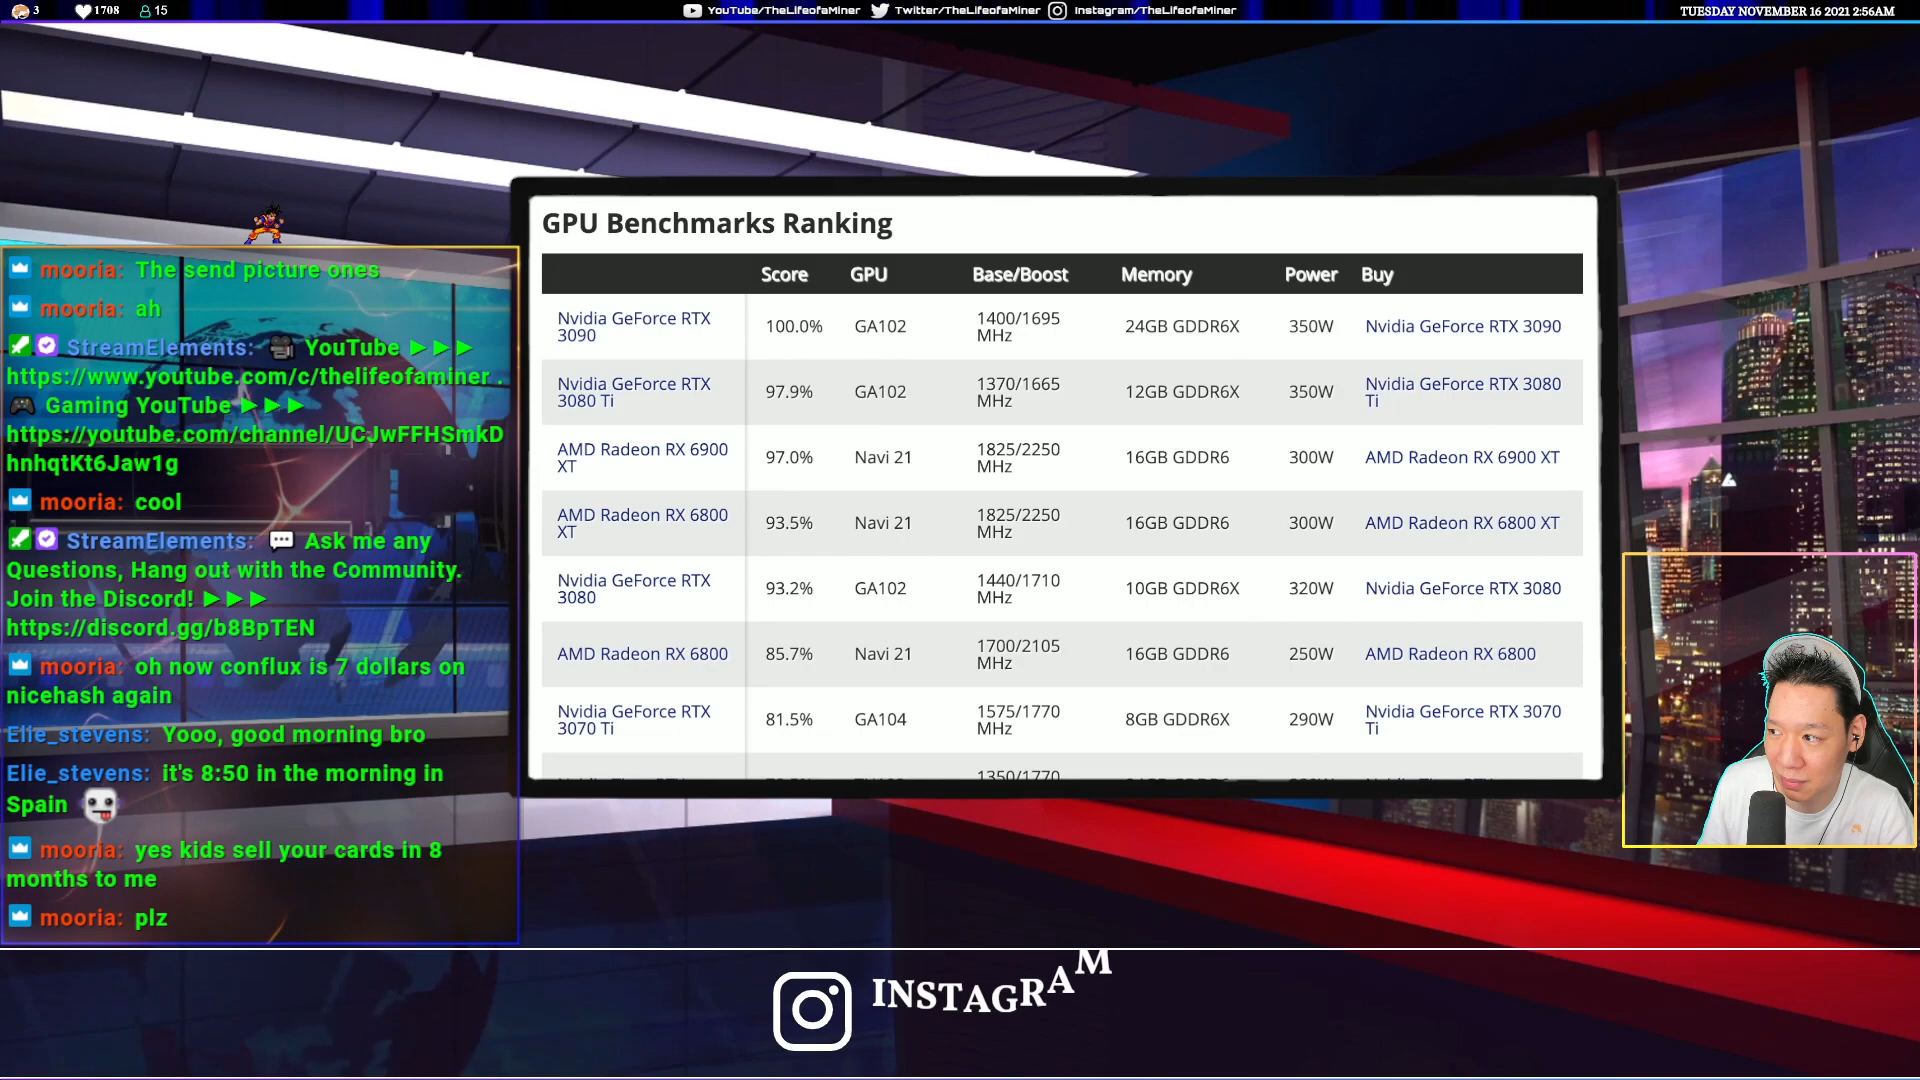 3 1708 15
YouTube/TheLifeofaMiner Twitter/TheLifeofaMiner Instagram/TheLifeofaMiner
TUESDAY NOVEMBER 16 2021 2:56AM
mooria: The send picture ones
mooria: ah
StreamElements: YouTube ►►►
https://www.youtube.com/c/thelifeofaminer .
Gaming YouTube ►►►
https://youtube.com/channel/UCJwFFHSmkD
hnhqtKt6Jaw1g
mooria: cool
StreamElements: Ask me any
Questions, Hang out with the Community.
Join the Discord! ►►►
https://discord.gg/b8BpTEN
mooria: oh now conflux is 7 dollars on
nicehash again
Elie_stevens: Yooo, good morning bro
Elie_stevens: it's 8:50 in the morning in
Spain
mooria: yes kids sell your cards in 8
months to me
mooria: plz
GPU Benchmarks Ranking
Score GPU Base/Boost Memory Power Buy
Nvidia GeForce RTX 3090 100.0% GA102 1400/1695 MHz 24GB GDDR6X 350W Nvidia GeForce RTX 3090
Nvidia GeForce RTX 3080 Ti 97.9% GA102 1370/1665 MHz 12GB GDDR6X 350W Nvidia GeForce RTX 3080 Ti
AMD Radeon RX 6900 XT 97.0% Navi 21 1825/2250 MHz 16GB GDDR6 300W AMD Radeon RX 6900 XT
AMD Radeon RX 6800 XT 93.5% Navi 21 1825/2250 MHz 16GB GDDR6 300W AMD Radeon RX 6800 XT
Nvidia GeForce RTX 3080 93.2% GA102 1440/1710 MHz 10GB GDDR6X 320W Nvidia GeForce RTX 3080
AMD Radeon RX 6800 85.7% Navi 21 1700/2105 MHz 16GB GDDR6 250W AMD Radeon RX 6800
Nvidia GeForce RTX 3070 Ti 81.5% GA104 1575/1770 MHz 8GB GDDR6X 290W Nvidia GeForce RTX 3070 Ti
1350/1770
INSTAGRAM